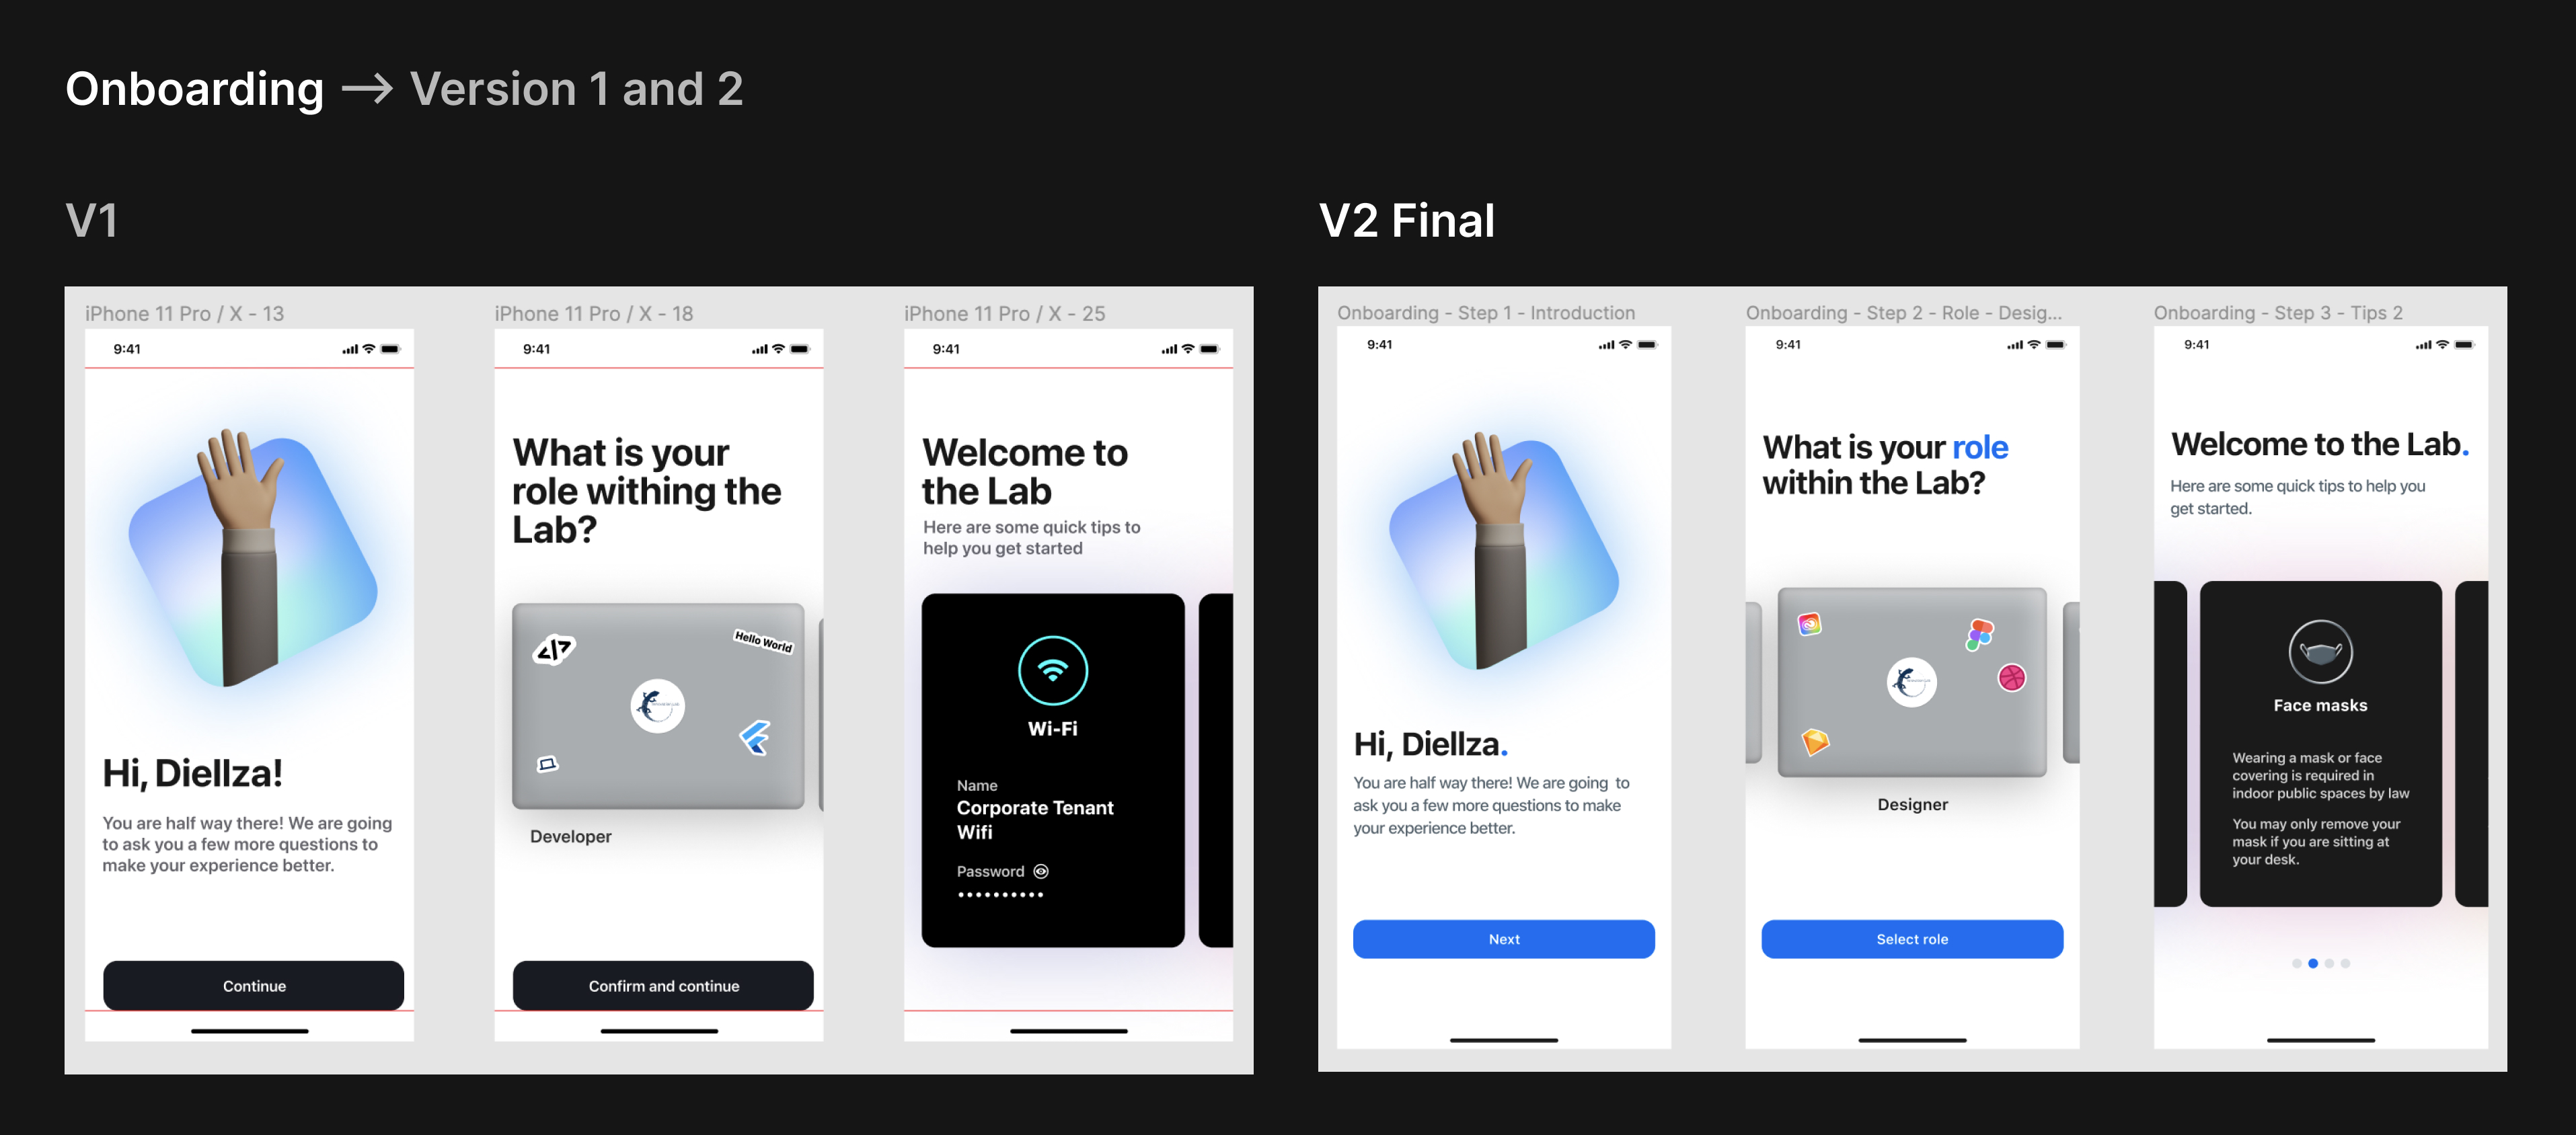 Onboarding → Version 1 and 2
V1
iPhone 11 Pro / X - 13
9:41
Hi, Diellza!
You are half way there! We are going
to ask you a few more questions to
make your experience better.
Continue
iPhone 11 Pro / X - 18
9:41
What is your
role withing the
Lab?
</>
Hello World
Developer
Confirm and continue
iPhone 11 Pro / X - 25
9:41
Welcome to
the Lab
Here are some quick tips to
help you get started
Wi-Fi
Name
Corporate Tenant
Wifi
Password
V2 Final
Onboarding - Step 1 - Introduction
9:41
Hi, Diellza.
You are half way there! We are going  to
ask you a few more questions to make
your experience better.
Next
Onboarding - Step 2 - Role - Desig...
9:41
What is your role
within the Lab?
Designer
Select role
Onboarding - Step 3 - Tips 2
9:41
Welcome to the Lab.
Here are some quick tips to help you
get started.
Face masks
Wearing a mask or face
covering is required in
indoor public spaces by law
You may only remove your
mask if you are sitting at
your desk.